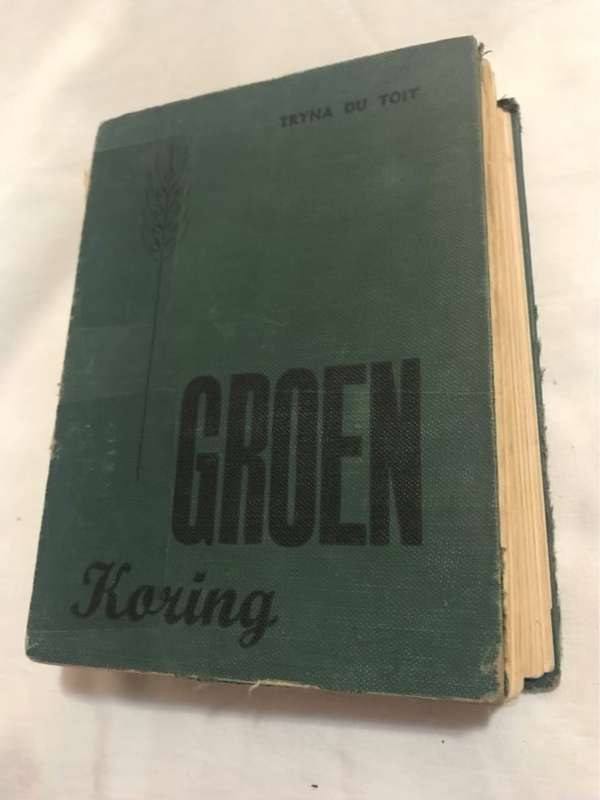 TRYNA DU TOIT
GROEN
Koring